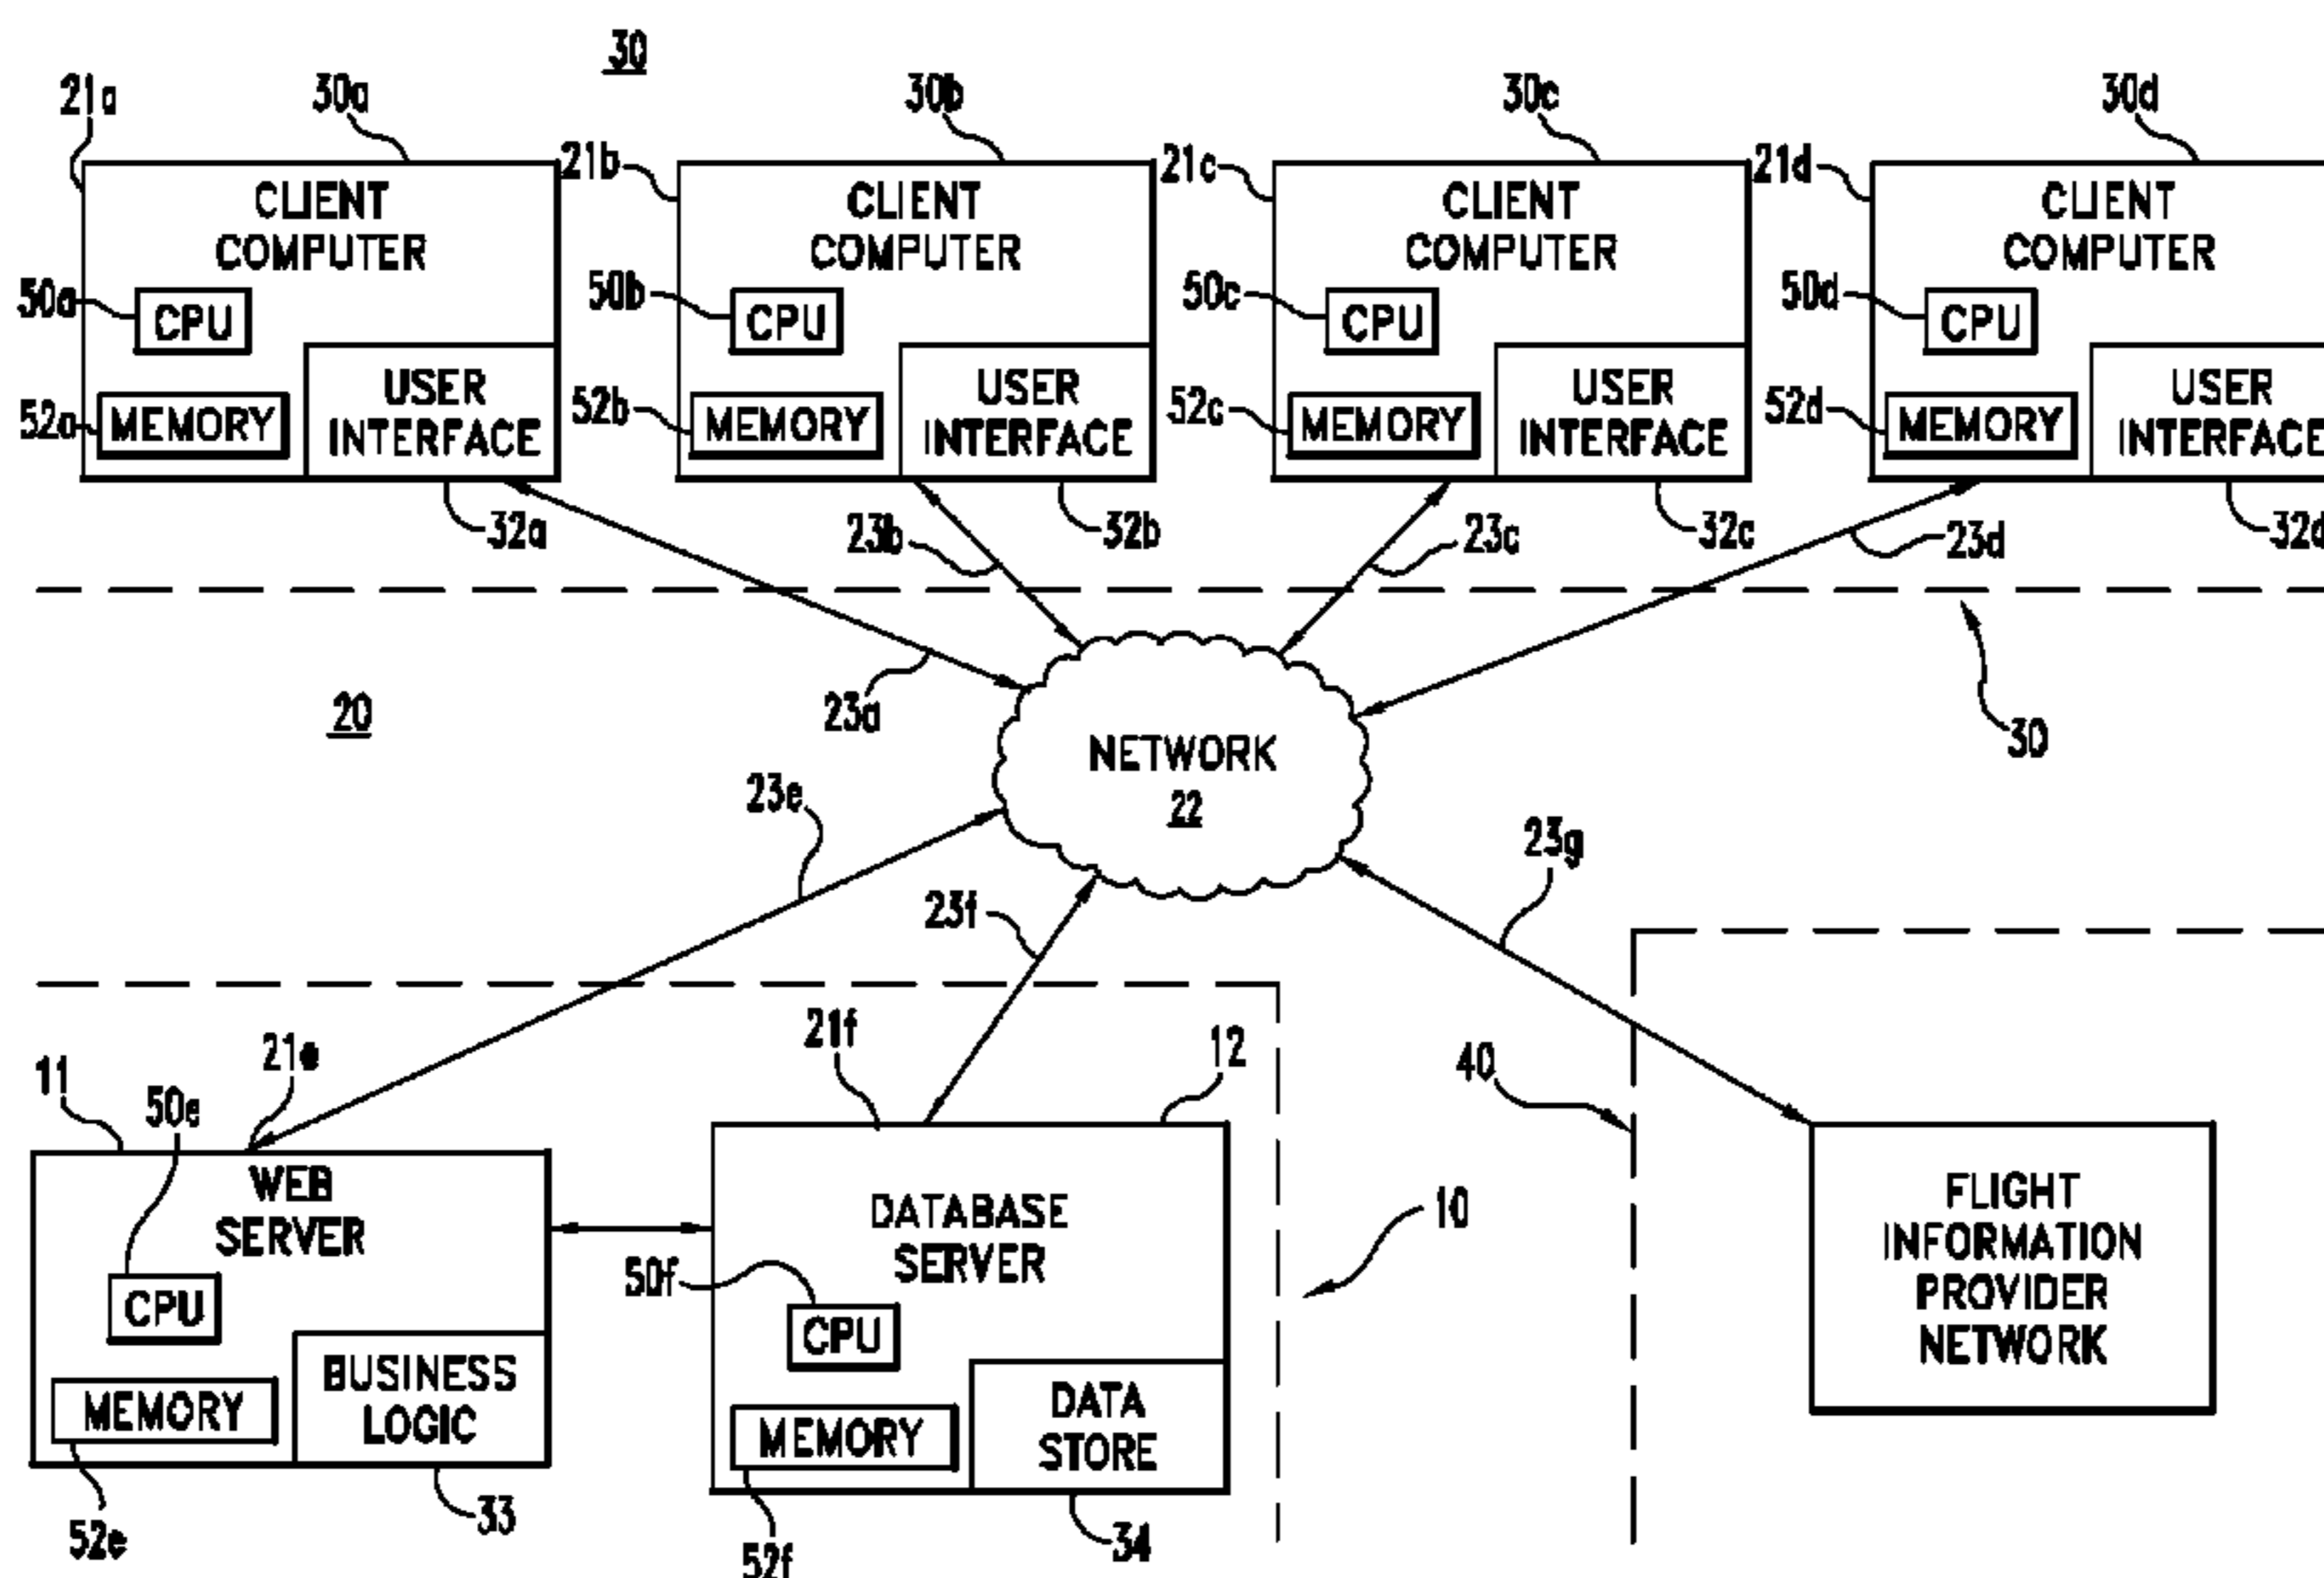 30
21a
30a
30b
30c
30d
21b
21c
21d
CLIENT
COMPUTER
CLIENT
COMPUTER
CLIENT
COMPUTER
CLIENT
COMPUTER
50a
CPU
50b
CPU
50c
CPU
50d
CPU
52a
MEMORY
USER
INTERFACE
52b
MEMORY
USER
INTERFACE
52c
MEMORY
USER
INTERFACE
52d
MEMORY
USER
INTERFACE
32a
23b
32b
23c
32c
23d
32d
20
23a
NETWORK
22
30
23e
23f
23g
11
50e
21e
21f
12
40
WEB
SERVER
DATABASE
SERVER
10
FLIGHT
INFORMATION
PROVIDER
NETWORK
CPU
50f
CPU
MEMORY
BUSINESS
LOGIC
MEMORY
DATA
STORE
52e
33
52f
34